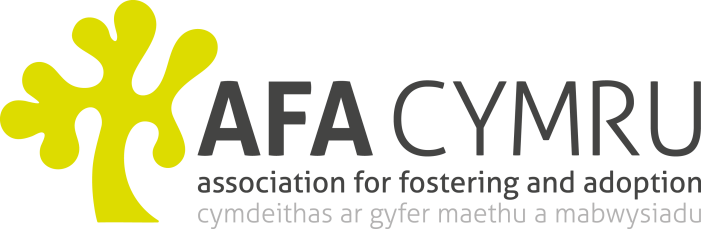 AFA CYMRU
association for fostering and adoption
cymdeithas ar gyfer maethu a mabwysiadu